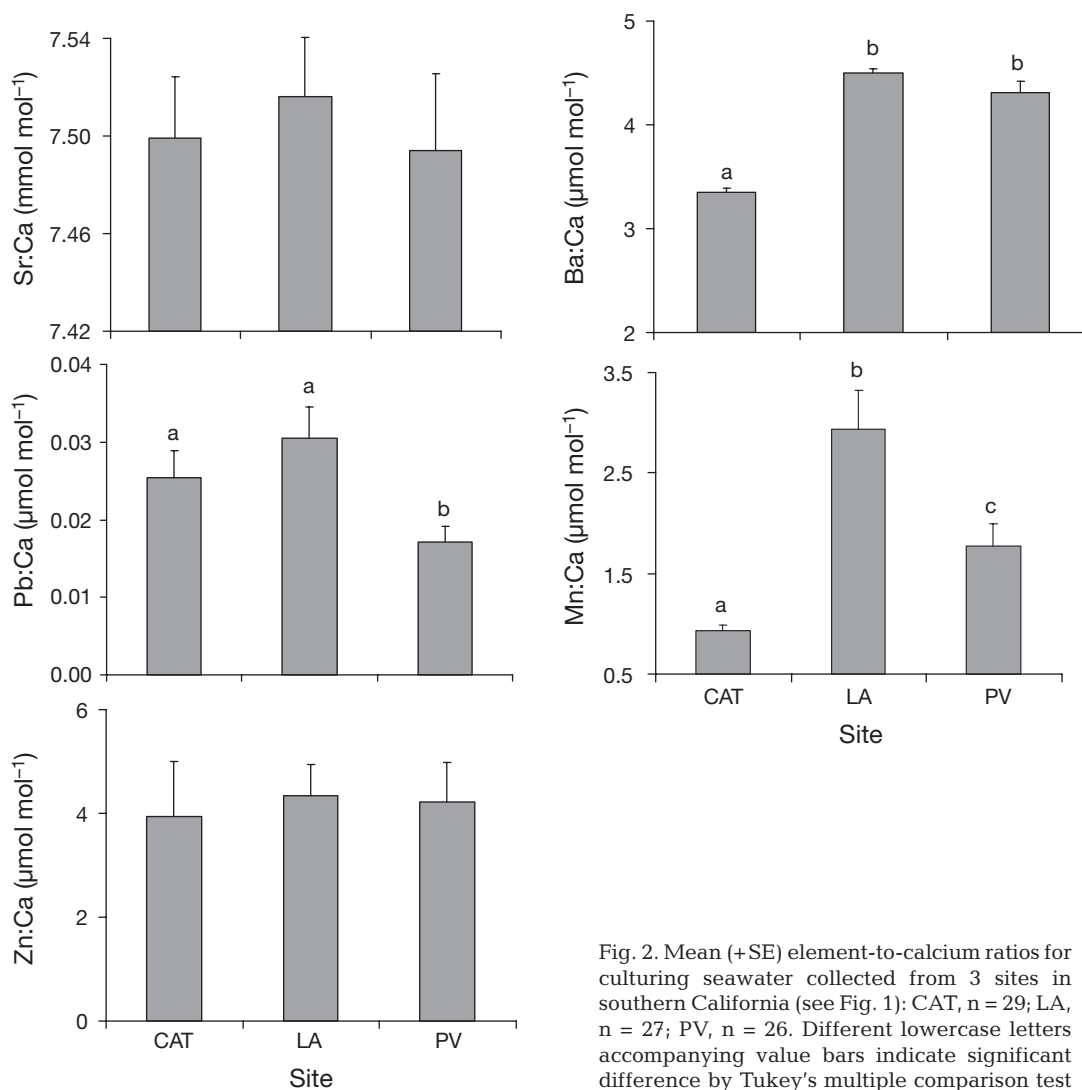 7.54
7.50
7.46
7.42
Sr:Ca (mmol mol⁻¹)
5
4
3
2
Ba:Ca (µmol mol⁻¹)
a
b
b
0.04
0.03
0.02
0.01
0.00
Pb:Ca (µmol mol⁻¹)
a
a
b
3.5
2.5
1.5
0.5
Mn:Ca (µmol mol⁻¹)
a
b
c
CAT LA PV
Site
6
4
2
0
Zn:Ca (µmol mol⁻¹)
CAT LA PV
Site
Fig. 2. Mean (+SE) element-to-calcium ratios for
culturing seawater collected from 3 sites in
southern California (see Fig. 1): CAT, n = 29; LA,
n = 27; PV, n = 26. Different lowercase letters
accompanying value bars indicate significant
difference by Tukey's multiple comparison test